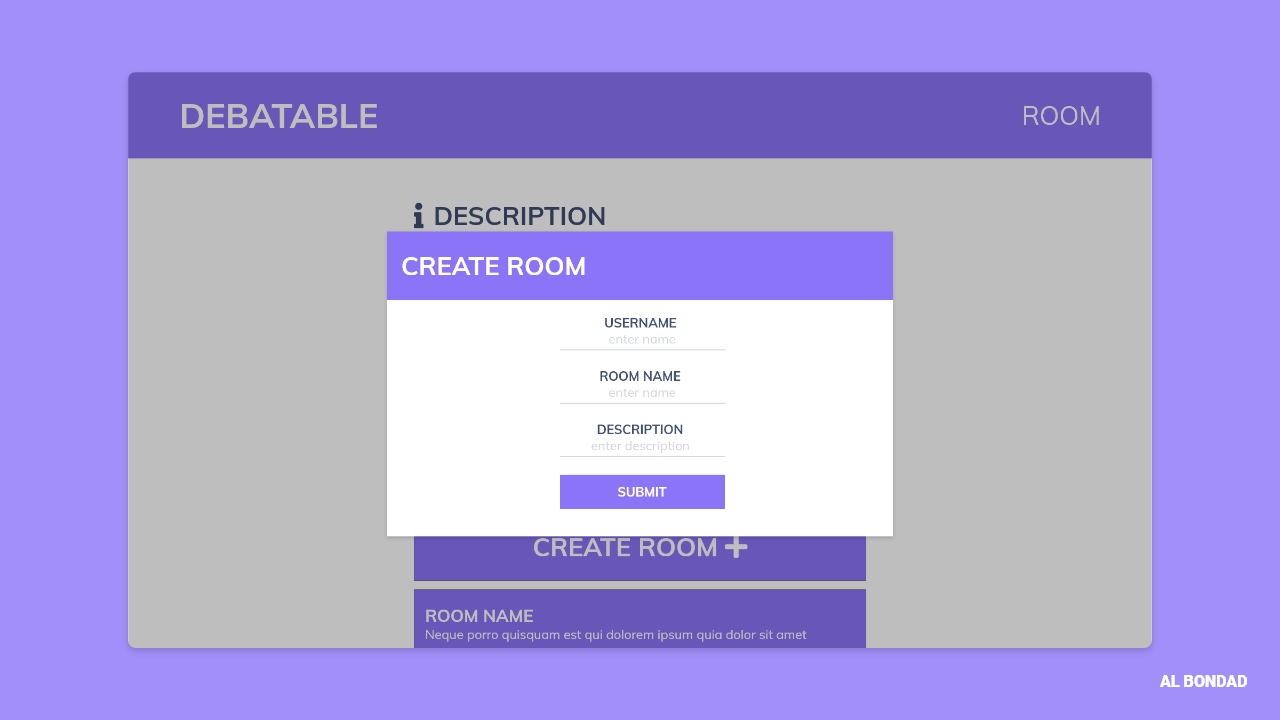 DEBATABLE
ROOM
DESCRIPTION
CREATE ROOM
USERNAME
enter name
ROOM NAME
enter name
DESCRIPTION
enter description
SUBMIT
CREATE ROOM
ROOM NAME
Neque porro quisquam est qui dolorem ipsum quia dolor sit amet
AL BONDAD